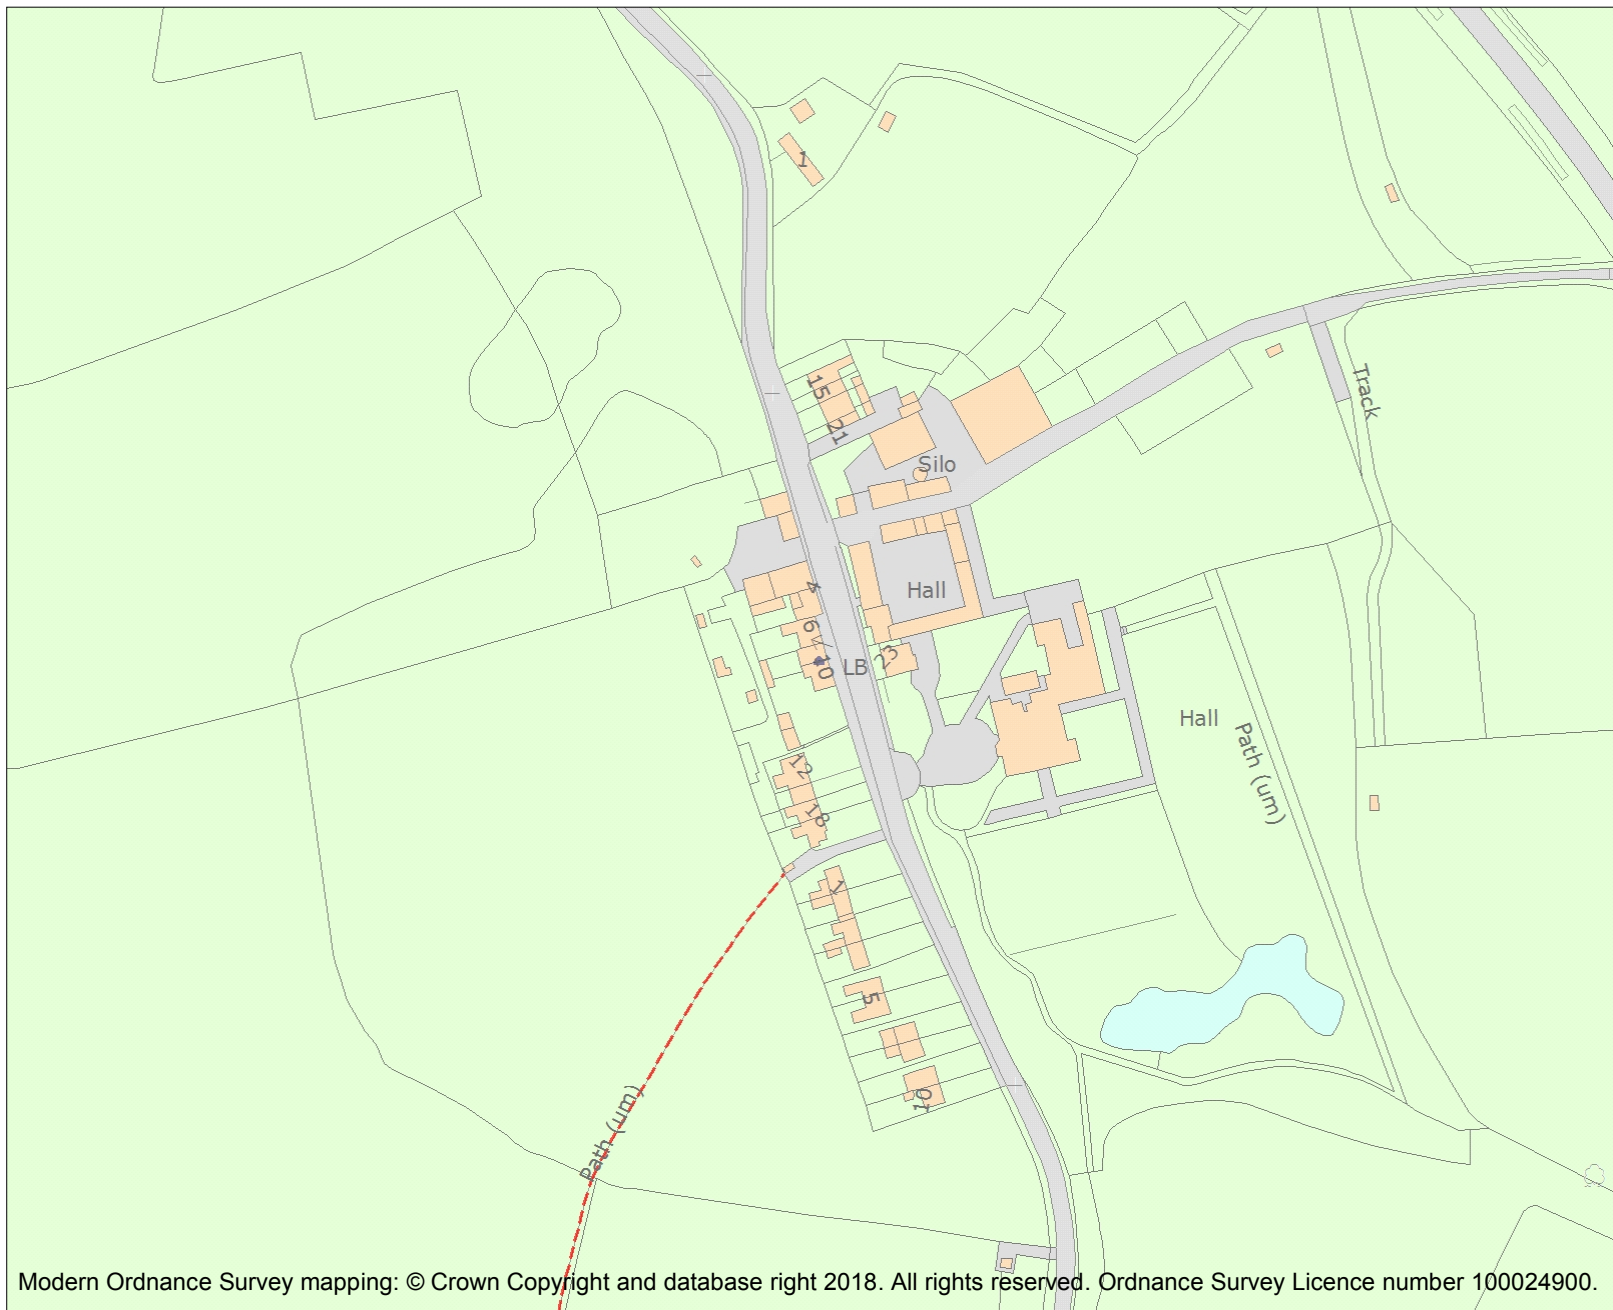 1
Track
15
21
Silo
4
Hall
6
23
LB
10
Hall
Path (um)
12
18
1
5
10
Path (um)
Modern Ordnance Survey mapping: © Crown Copyright and database right 2018. All rights reserved. Ordnance Survey Licence number 100024900.